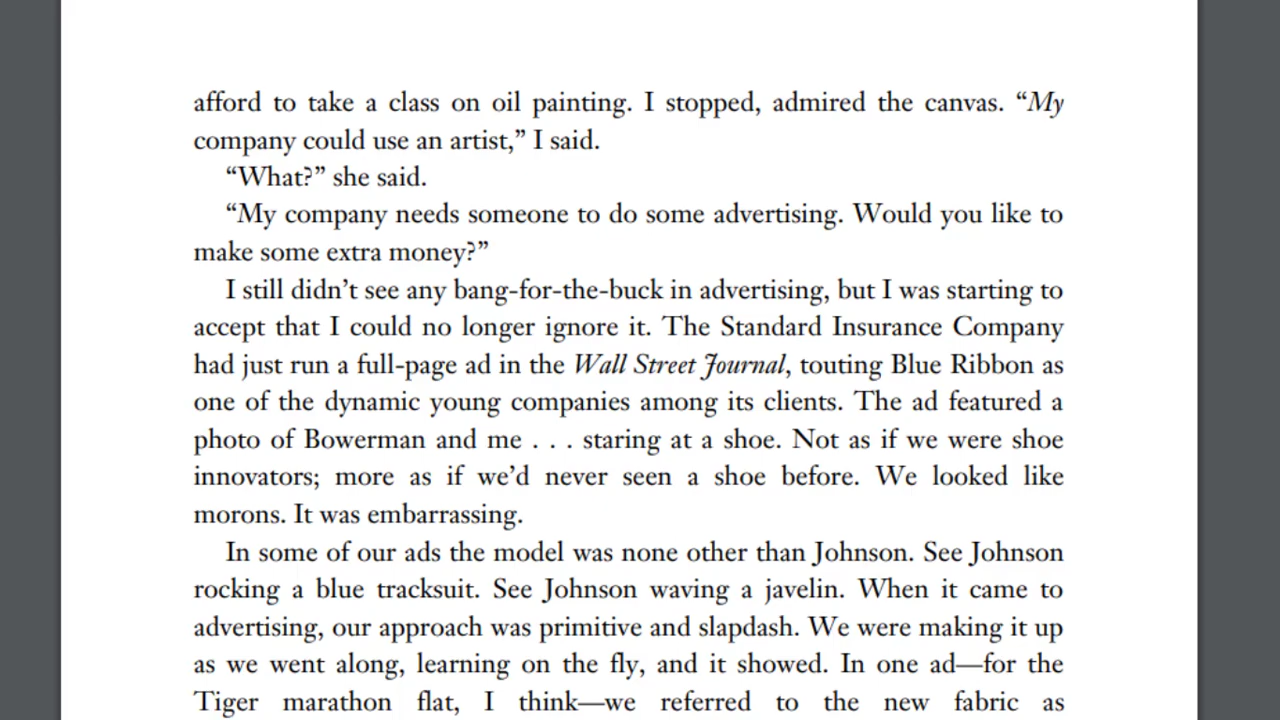 afford to take a class on oil painting. I stopped, admired the canvas. “My
company could use an artist,” I said.
“What?” she said.
“My company needs someone to do some advertising. Would you like to
make some extra money?”
I still didn’t see any bang-for-the-buck in advertising, but I was starting to
accept that I could no longer ignore it. The Standard Insurance Company
had just run a full-page ad in the Wall Street Journal, touting Blue Ribbon as
one of the dynamic young companies among its clients. The ad featured a
photo of Bowerman and me . . . staring at a shoe. Not as if we were shoe
innovators; more as if we’d never seen a shoe before. We looked like
morons. It was embarrassing.
In some of our ads the model was none other than Johnson. See Johnson
rocking a blue tracksuit. See Johnson waving a javelin. When it came to
advertising, our approach was primitive and slapdash. We were making it up
as we went along, learning on the fly, and it showed. In one ad—for the
Tiger marathon flat, I think—we referred to the new fabric as